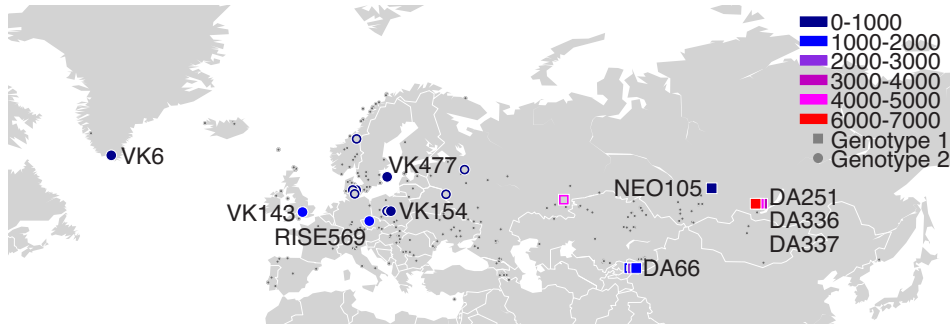 0-1000
1000-2000
2000-3000
3000-4000
4000-5000
6000-7000
Genotype 1
Genotype 2
VK6
VK477
NEO105
DA251
VK143
VK154
DA336
RISE569
DA337
DA66